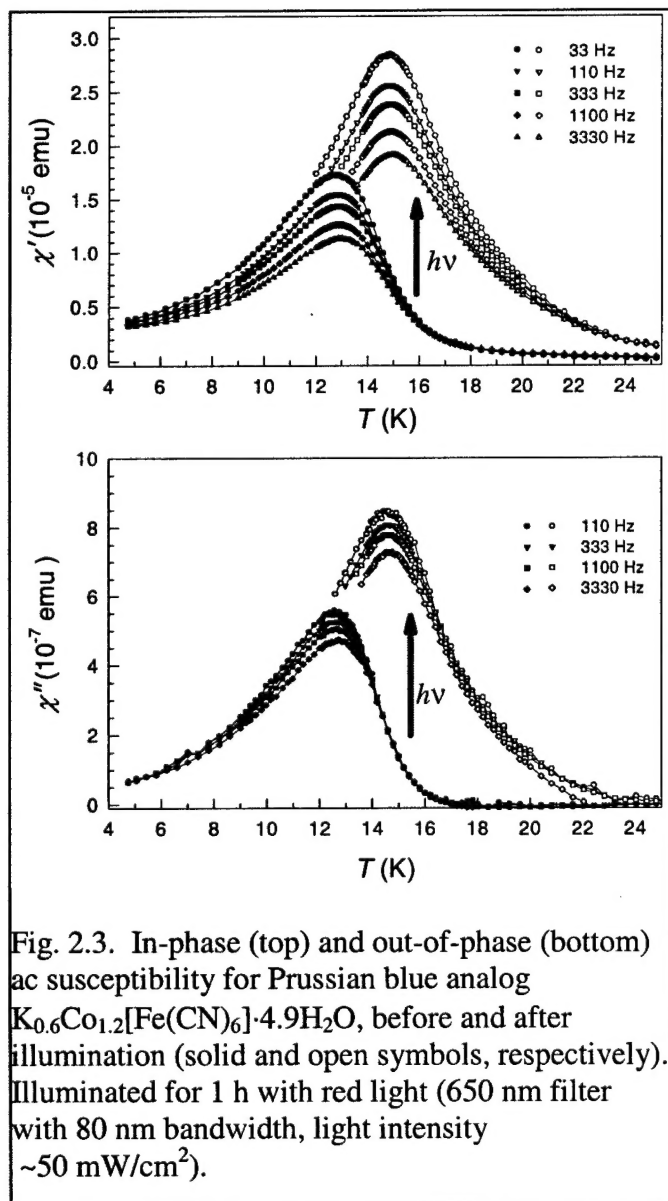 χ′ (10⁻⁵ emu)
3.0
2.5
2.0
1.5
1.0
0.5
0.0
33 Hz
110 Hz
333 Hz
1100 Hz
3330 Hz
hν
4 6 8 10 12 14 16 18 20 22 24
T (K)
χ″ (10⁻⁷ emu)
10
8
6
4
2
0
110 Hz
333 Hz
1100 Hz
3330 Hz
hν
4 6 8 10 12 14 16 18 20 22 24
T (K)
Fig. 2.3. In-phase (top) and out-of-phase (bottom)
ac susceptibility for Prussian blue analog
K₀.₆Co₁.₂[Fe(CN)₆]·4.9H₂O, before and after
illumination (solid and open symbols, respectively).
Illuminated for 1 h with red light (650 nm filter
with 80 nm bandwidth, light intensity
~50 mW/cm²).